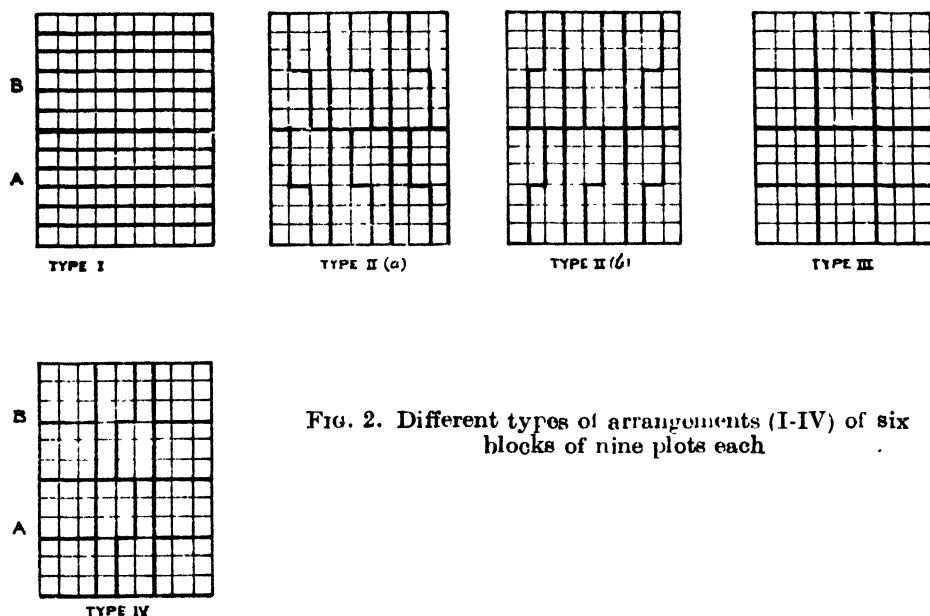 B
A
TYPE I
TYPE II (a)
TYPE II (b)
TYPE III
B
A
TYPE IV
FIG. 2. Different types of arrangements (I-IV) of six
blocks of nine plots each